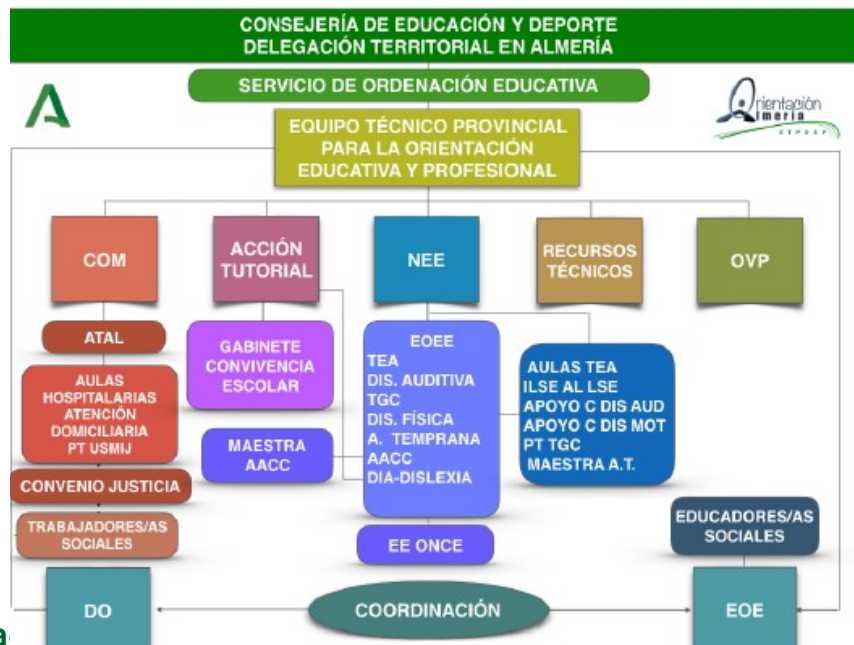 CONSEJERÍA DE EDUCACIÓN Y DEPORTE
DELEGACIÓN TERRITORIAL EN ALMERÍA
SERVICIO DE ORDENACIÓN EDUCATIVA
Orientación
Almería
ETPOEP
EQUIPO TÉCNICO PROVINCIAL
PARA LA ORIENTACIÓN
EDUCATIVA Y PROFESIONAL
COM
ACCIÓN
TUTORIAL
NEE
RECURSOS
TÉCNICOS
OVP
ATAL
AULAS
HOSPITALARIAS
ATENCIÓN
DOMICILIARIA
PT USMIJ
CONVENIO JUSTICIA
TRABAJADORES/AS
SOCIALES
GABINETE
CONVIVENCIA
ESCOLAR
MAESTRA
AACC
EOEE
TEA
DIS. AUDITIVA
TGC
DIS. FÍSICA
A. TEMPRANA
AACC
DIA-DISLEXIA
EE ONCE
AULAS TEA
ILSE AL LSE
APOYO C DIS AUD
APOYO C DIS MOT
PT TGC
MAESTRA A.T.
EDUCADORES/AS
SOCIALES
DO
COORDINACIÓN
EOE